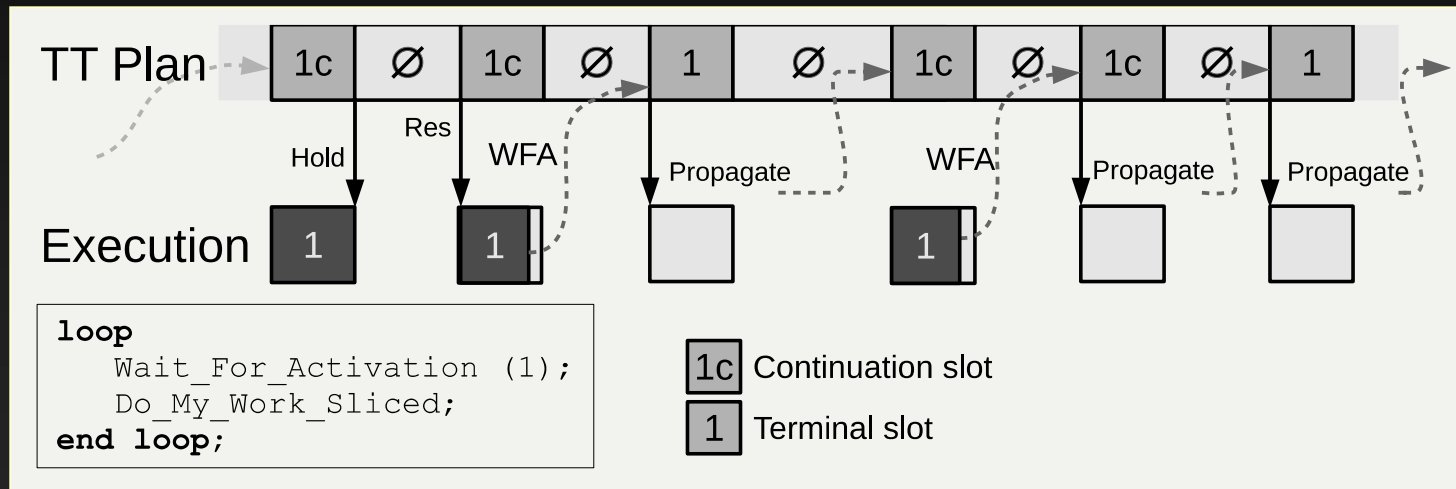 TT Plan 1c Ø 1c Ø 1 Ø 1c Ø 1c Ø 1
Res
Hold WFA Propagate WFA Propagate Propagate
Execution 1 1 1
loop
Wait_For_Activation (1);
Do_My_Work_Sliced;
end loop;
1c Continuation slot
1 Terminal slot